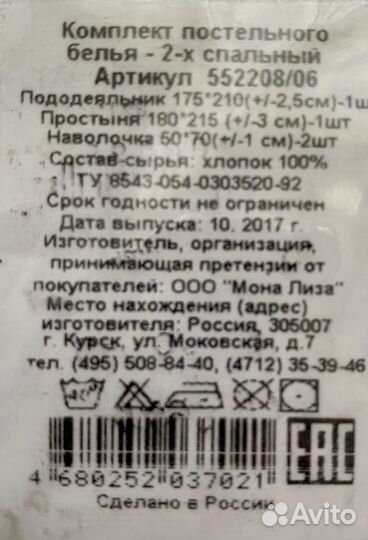 Комплект постельного
белья - 2-х спальный
Артикул 552208/06
Пододеяльник 175*210(+/-2,5см)-1ш
Простыня 180*215 (+/-3 см)-1шт
Наволочка 50*70(+/-1 см)-2шт
Состав-сырья: хлопок 100%
ТУ 8543-054-0303520-92
Срок годности не ограничен
Дата выпуска: 10. 2017 г.
Изготовитель, организация,
принимающая претензии от
покупателей: ООО "Мона Лиза"
Место нахождения (адрес)
изготовителя: Россия, 305007
г. Курск, ул. Моковская, д.7
тел. (495) 508-84-40, (4712) 35-39-46
EAC
4 680252 037021
Сделано в России
Avito